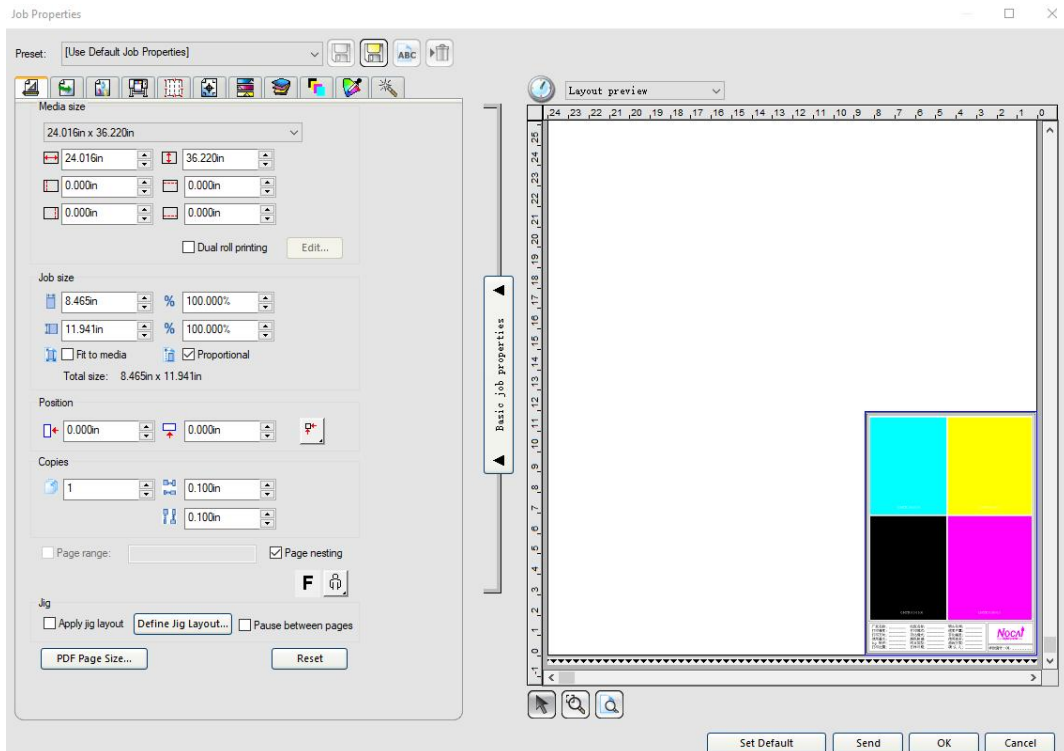 Job Properties
Preset: [Use Default Job Properties]
ABC
Media size
24.016in x 36.220in
24.016in 36.220in
0.000in 0.000in
0.000in 0.000in
Dual roll printing Edit...
Job size
8.465in % 100.000%
11.941in % 100.000%
Fit to media Proportional
Total size: 8.465in x 11.941in
Position
0.000in 0.000in
Copies
1 0.100in
0.100in
Page range: Page nesting
F
Jig
Apply jig layout Define Jig Layout... Pause between pages
PDF Page Size... Reset
Basic job properties
Layout preview
24 23 22 21 20 19 18 17 16 15 14 13 12 11 10 9 8 7 6 5 4 3 2 1 0
25
24
23
22
21
20
19
18
17
16
15
14
13
12
11
10
9
8
7
6
5
4
3
2
1
0
-1
Nocai
Set Default Send OK Cancel